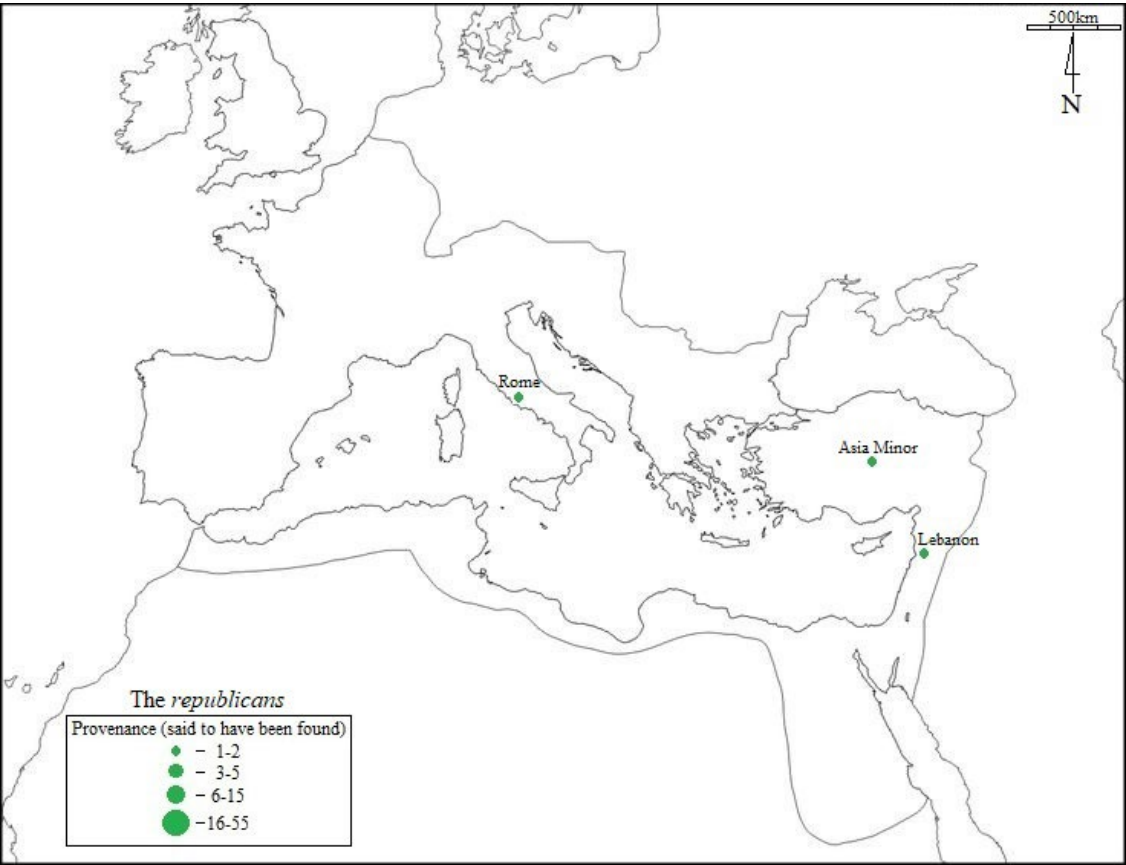 500km
N
Rome
Asia Minor
Lebanon
The republicans
Provenance (said to have been found)
– 1-2
– 3-5
– 6-15
–16-55